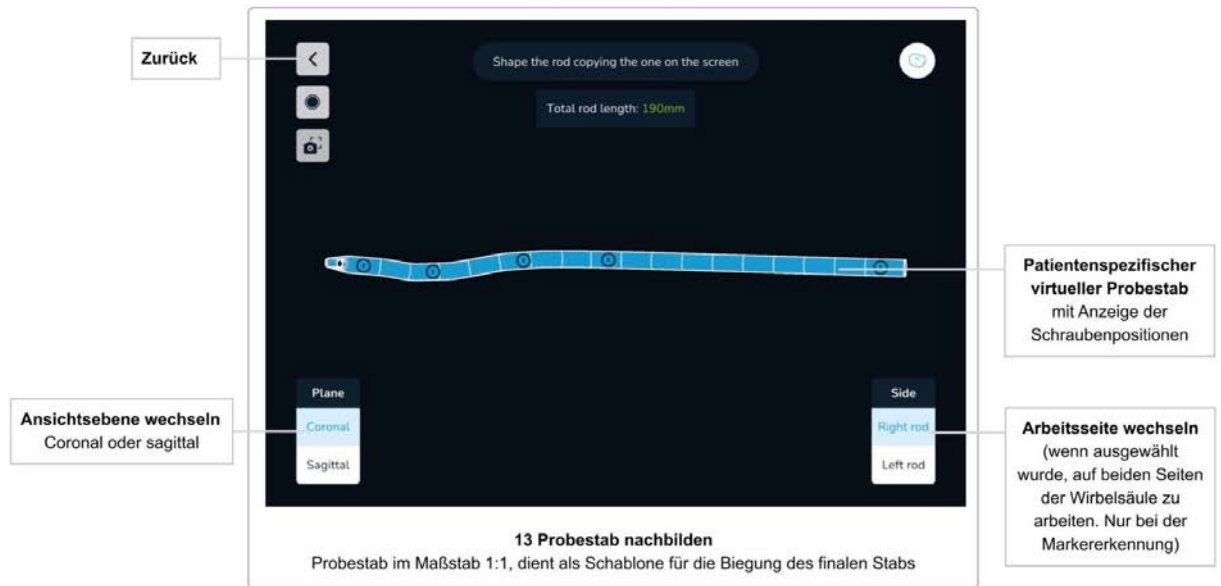 Zurück
Shape the rod copying the one on the screen
Total rod length: 190mm
Patientenspezifischer
virtueller Probestab
mit Anzeige der
Schraubenpositionen
Plane
Coronal
Sagittal
Side
Right rod
Left rod
Ansichtsebene wechseln
Coronal oder sagittal
Arbeitsseite wechseln
(wenn ausgewählt
wurde, auf beiden Seiten
der Wirbelsäule zu
arbeiten. Nur bei der
Markererkennung)
13 Probestab nachbilden
Probestab im Maßstab 1:1, dient als Schablone für die Biegung des finalen Stabs